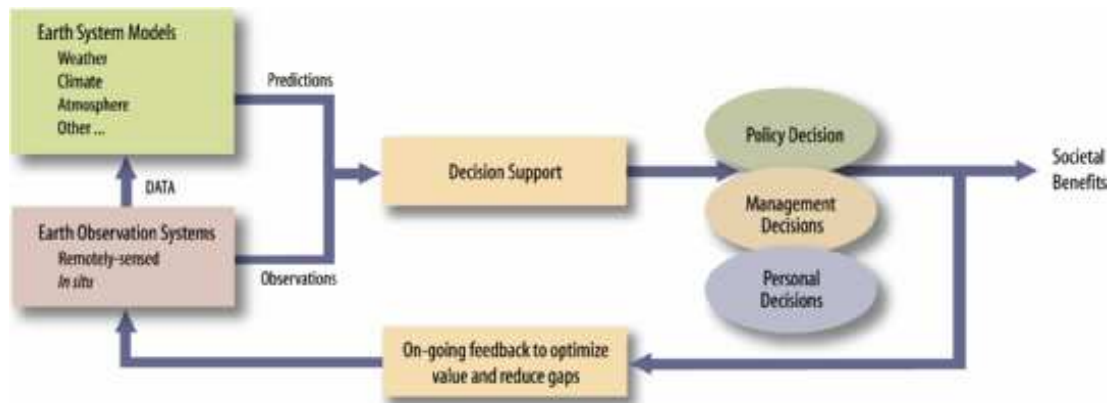 Earth System Models
Weather
Climate
Atmosphere
Other ...
Predictions
DATA
Earth Observation Systems
Remotely-sensed
In situ
Observations
Decision Support
Policy Decision
Management
Decisions
Personal
Decisions
Societal
Benefits
On-going feedback to optimize
value and reduce gaps